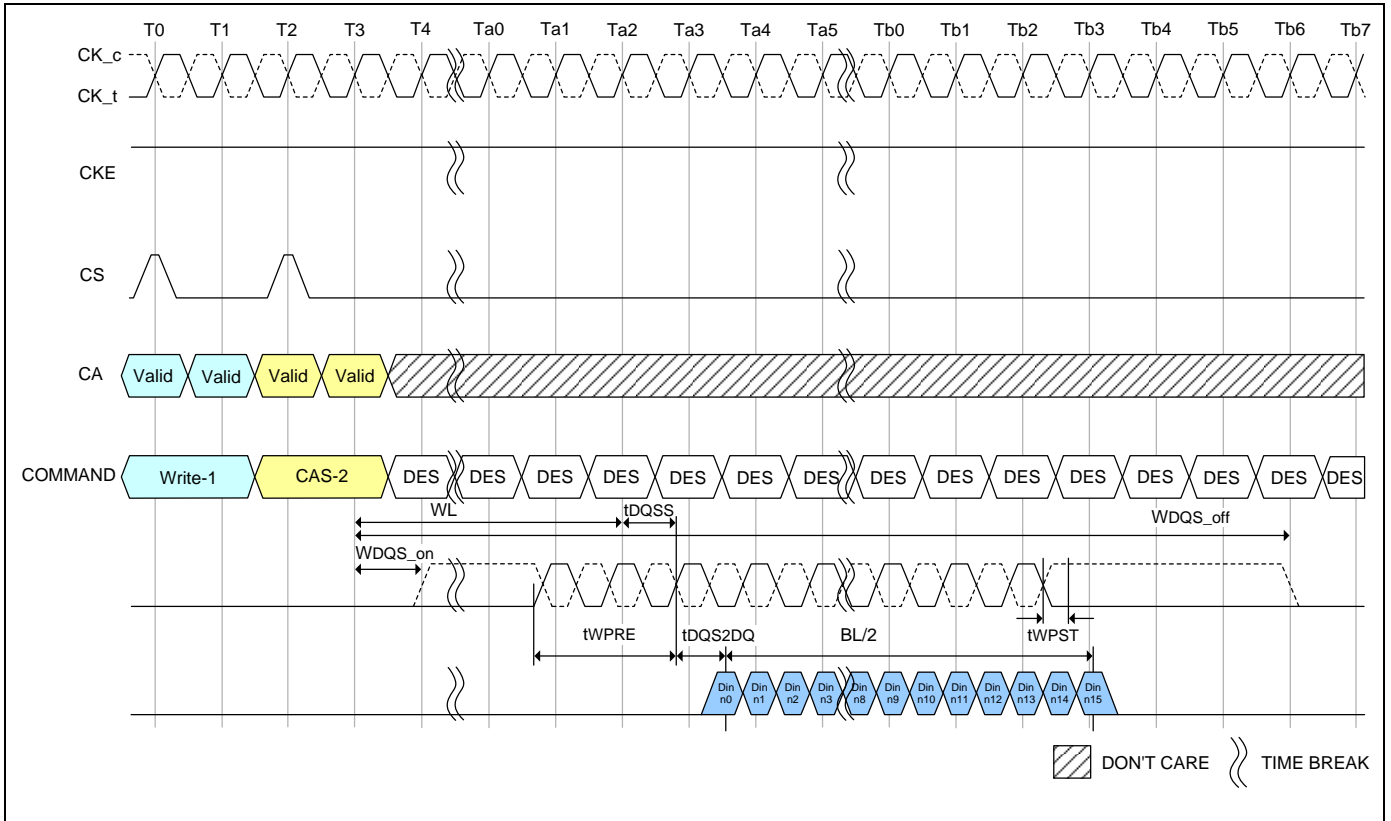 T0 T1 T2 T3 T4 Ta0 Ta1 Ta2 Ta3 Ta4 Ta5 Tb0 Tb1 Tb2 Tb3 Tb4 Tb5 Tb6 Tb7
CK_c
CK_t
CKE
CS
CA Valid Valid Valid Valid
COMMAND Write-1 CAS-2 DES DES DES DES DES DES DES DES DES DES DES DES DES DES DES
WL tDQSS WDQS_off
WDQS_on
tWPRE tDQS2DQ BL/2 tWPST
Din Din Din Din Din Din Din Din Din Din Din Din
n0 n1 n2 n3 n8 n9 n10 n11 n12 n13 n14 n15
DON'T CARE TIME BREAK